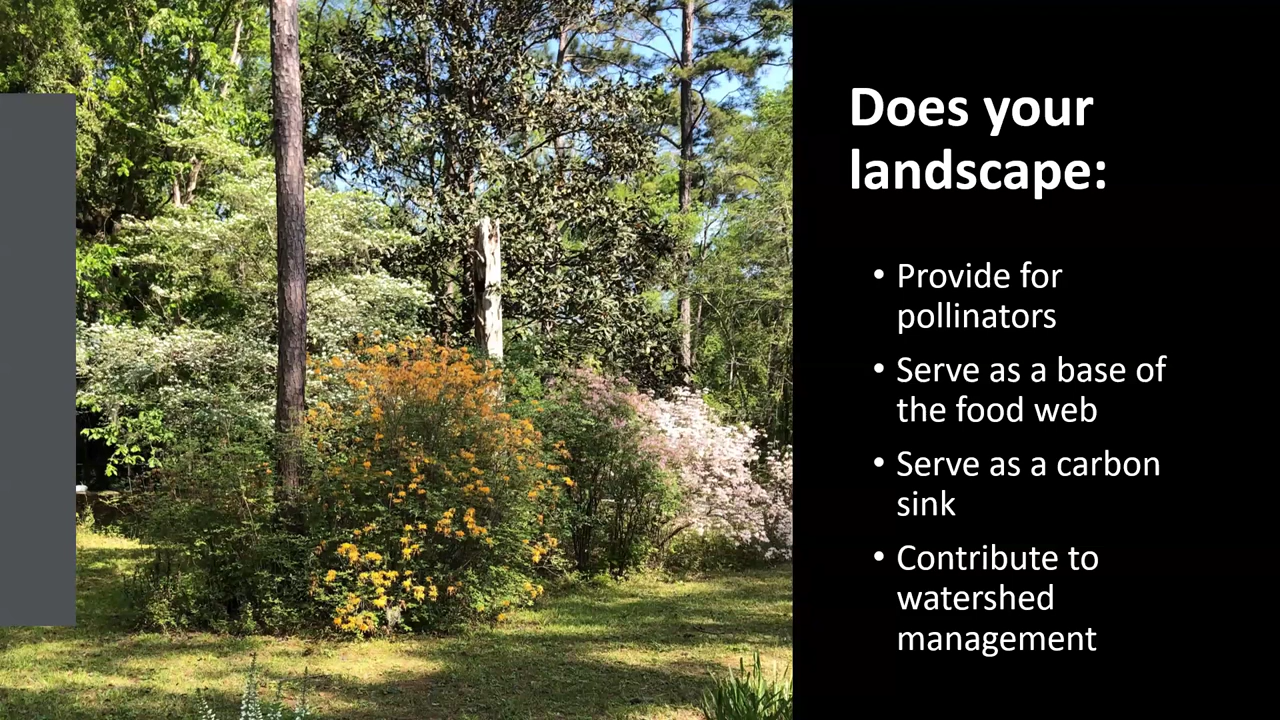 Does your
landscape:
• Provide for
pollinators
• Serve as a base of
the food web
• Serve as a carbon
sink
• Contribute to
watershed
management